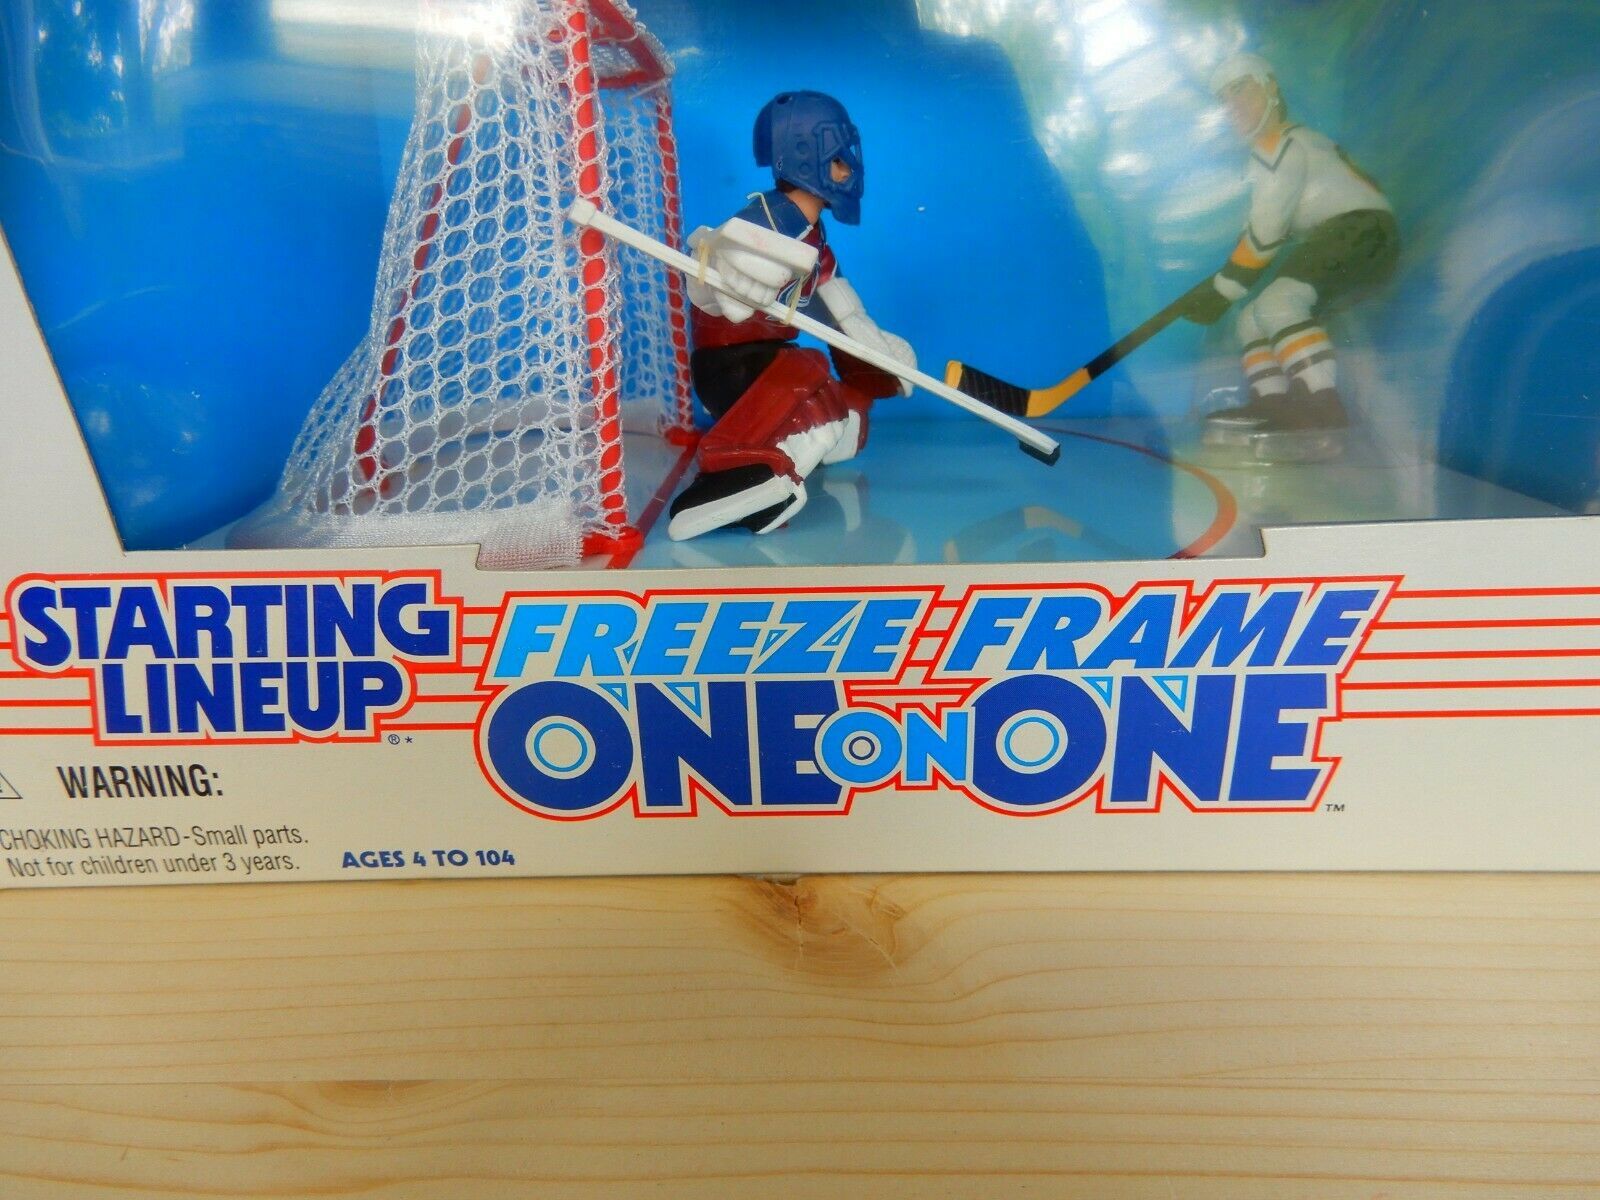 STARTING
LINEUP ® *
FREEZE FRAME
ONE ON ONE ™
WARNING:
CHOKING HAZARD-Small parts.
Not for children under 3 years.
AGES 4 TO 104